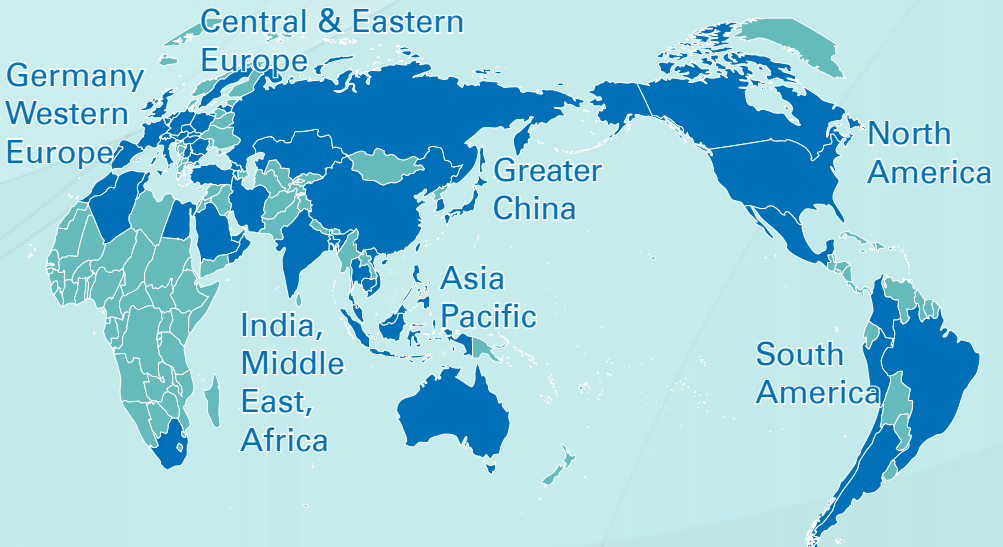 Central & Eastern
Europe
Germany
Western
Europe
North
America
Greater
China
Asia
Pacific
India,
Middle
East,
Africa
South
America